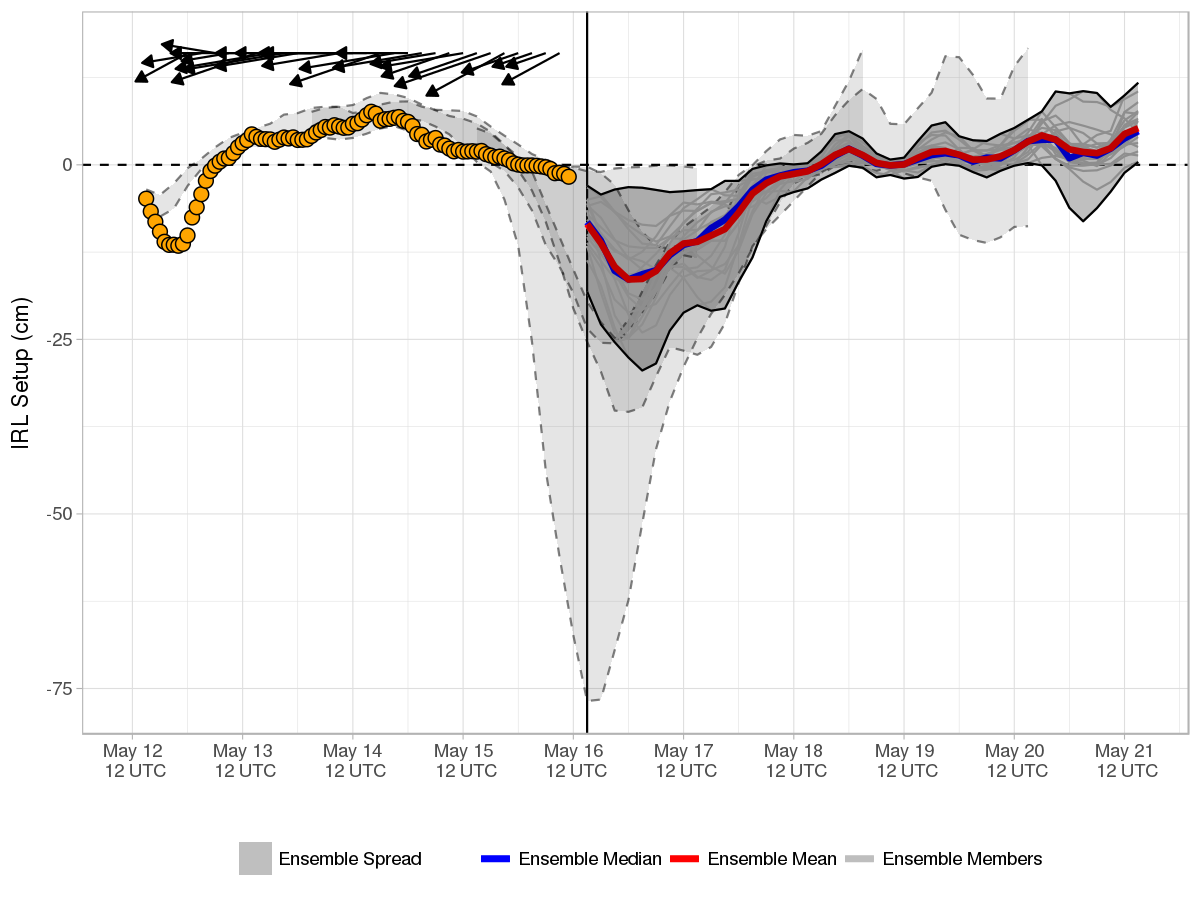 IRL Setup (cm)
0
-25
-50
-75
May 12 May 13 May 14 May 15 May 16 May 17 May 18 May 19 May 20 May 21
12 UTC 12 UTC 12 UTC 12 UTC 12 UTC 12 UTC 12 UTC 12 UTC 12 UTC 12 UTC
Ensemble Spread Ensemble Median Ensemble Mean Ensemble Members